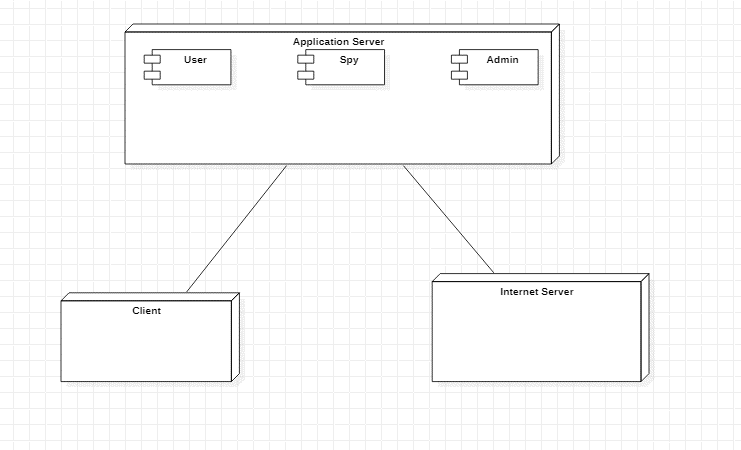 Application Server
User
Spy
Admin
Client
Internet Server